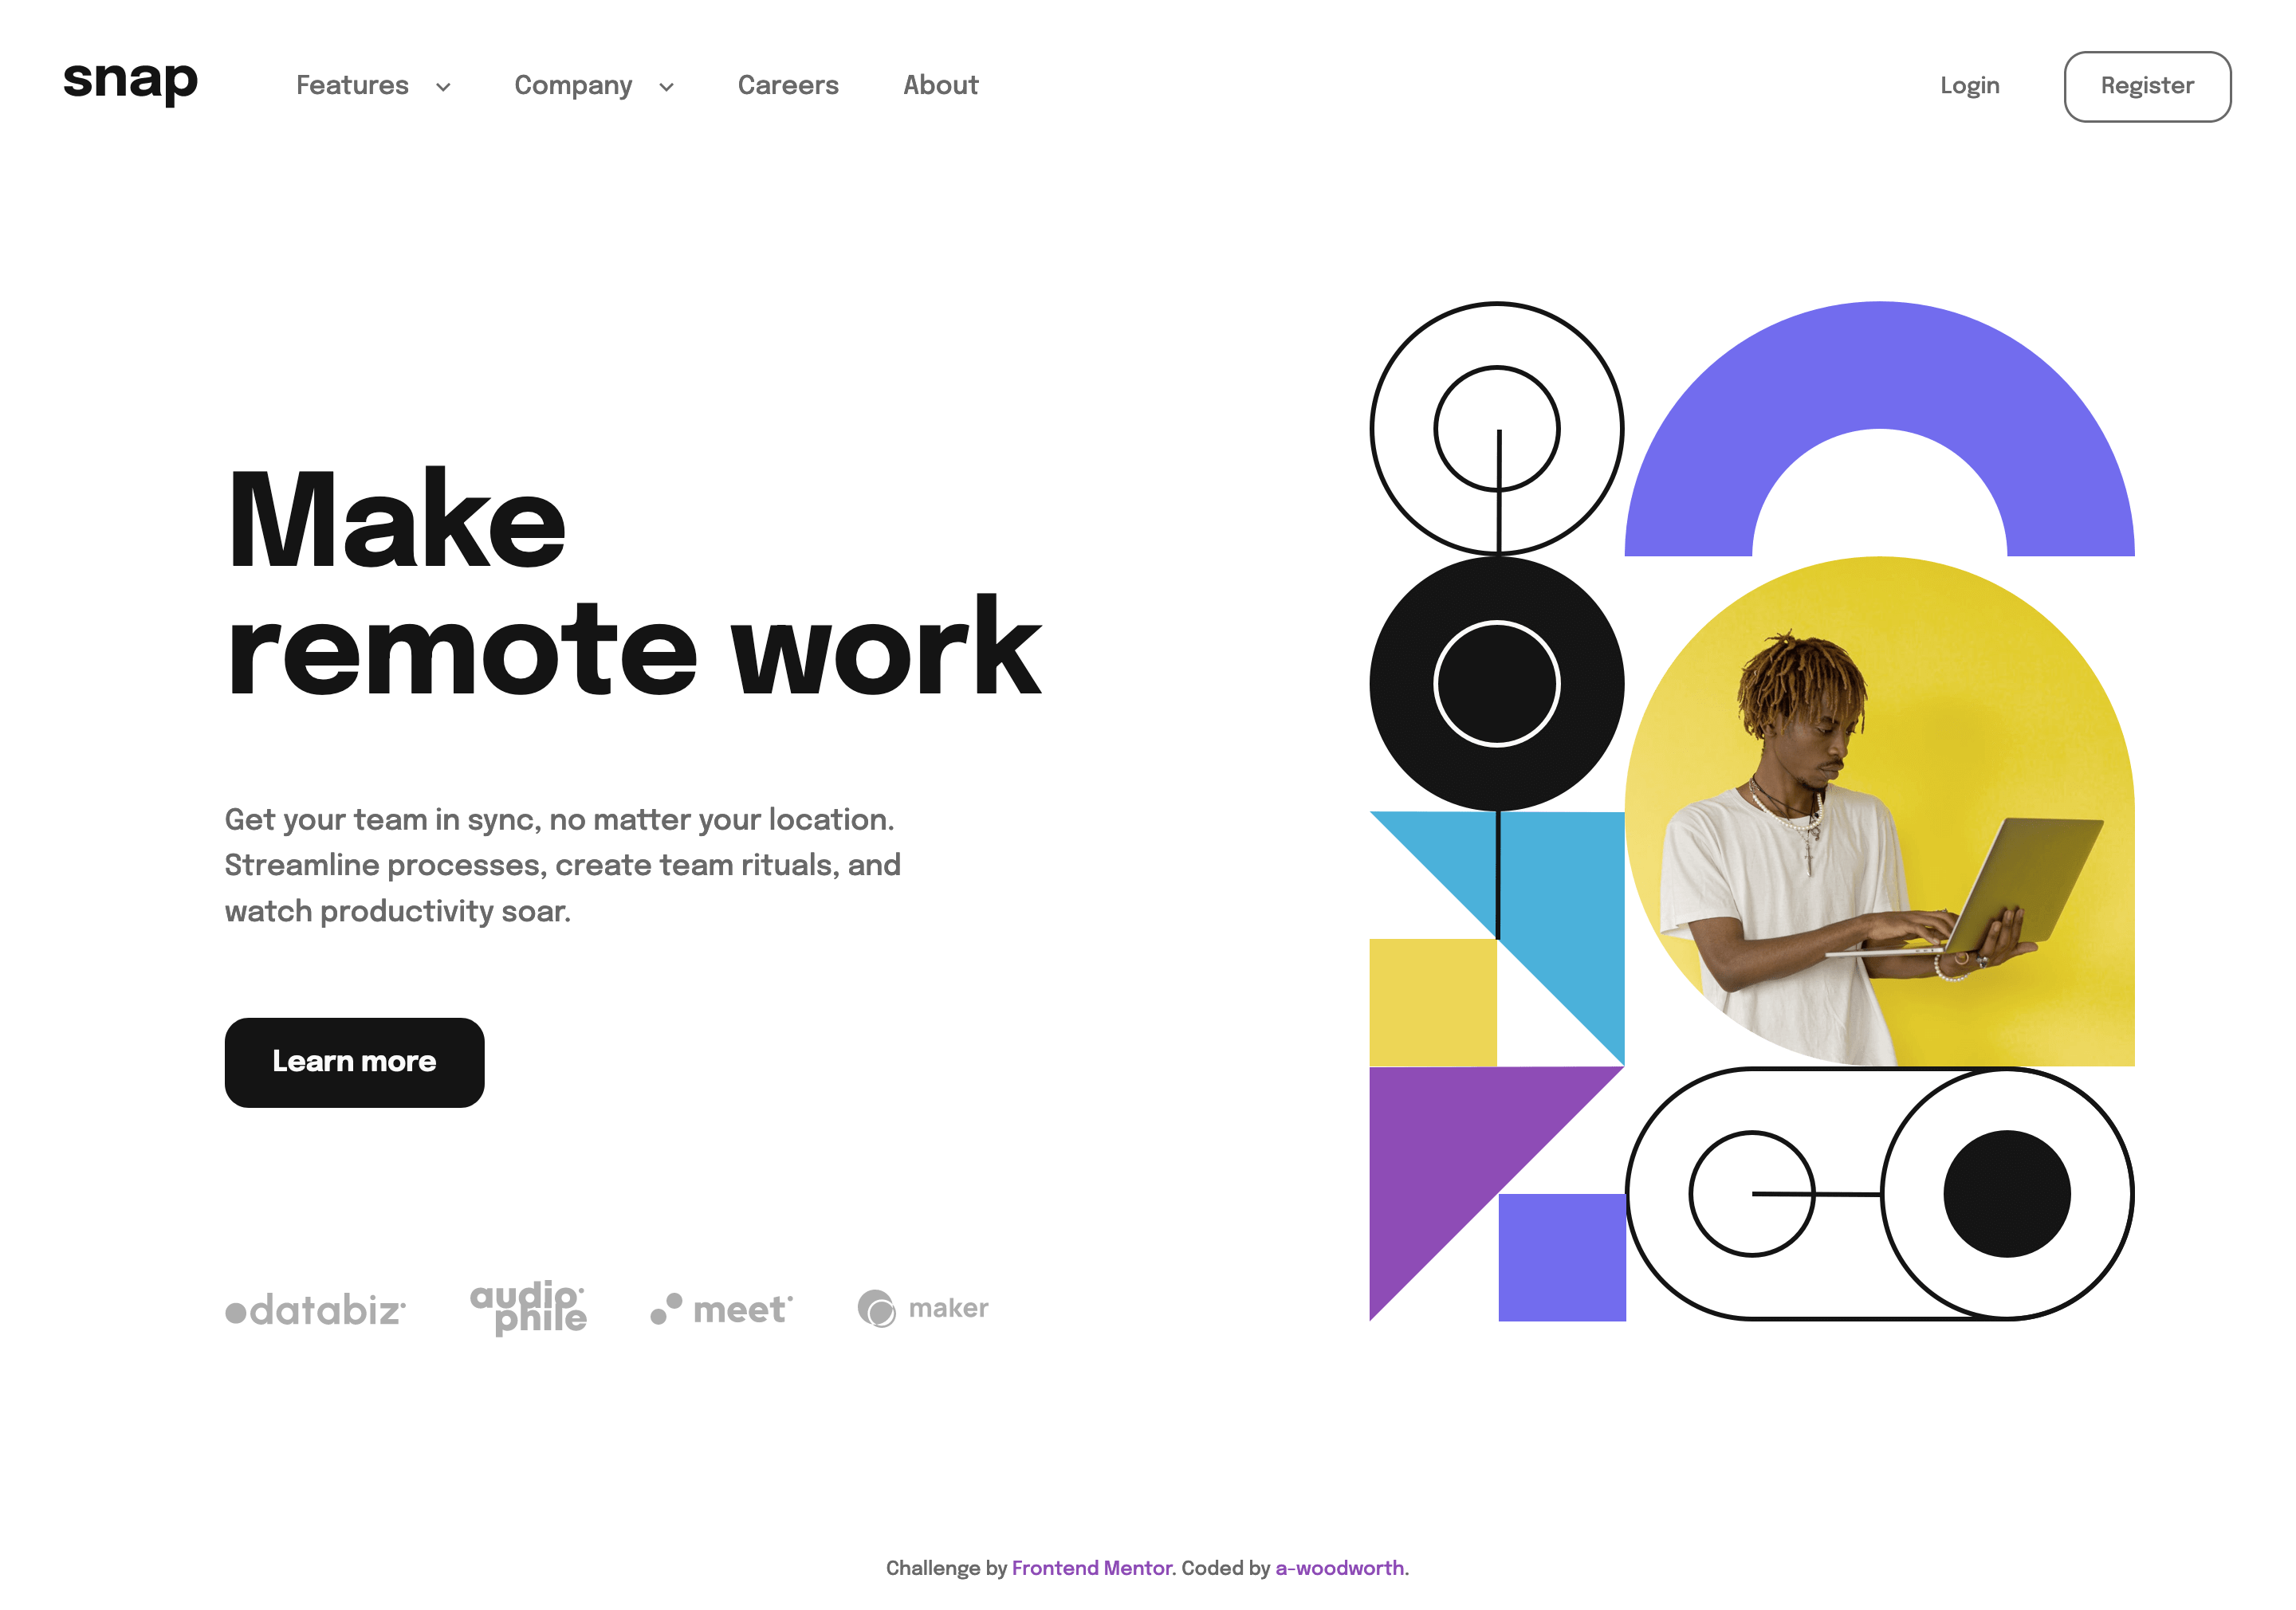 snap
Features
Company
Careers
About
Login
Register
Make
remote work
Get your team in sync, no matter your location.
Streamline processes, create team rituals, and
watch productivity soar.
Learn more
databiz
audio
phile
meet
maker
Challenge by Frontend Mentor. Coded by a-woodworth.